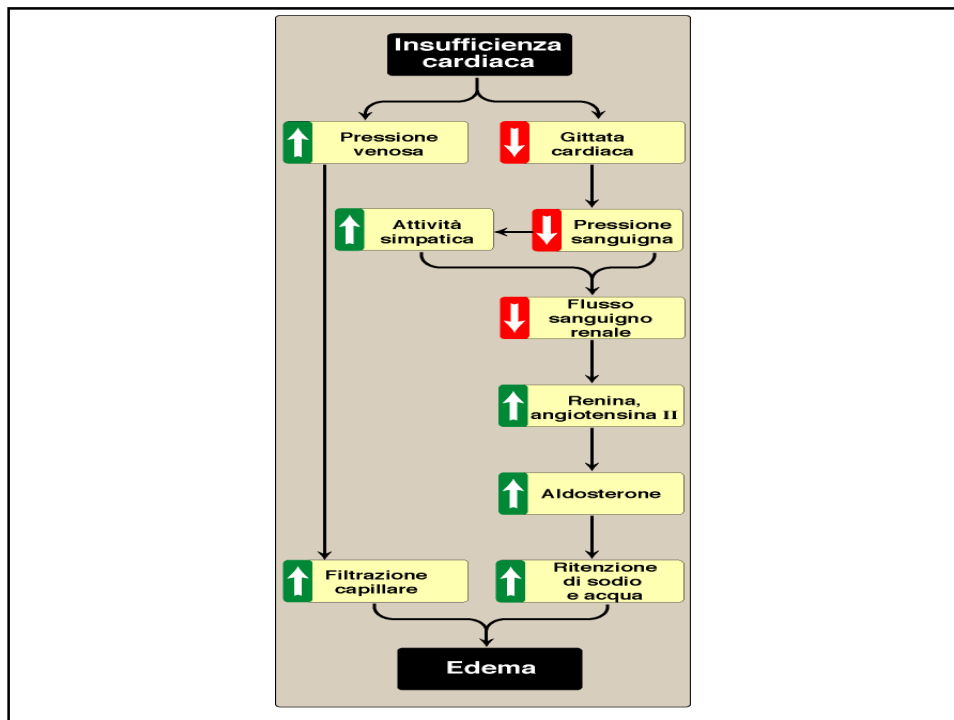 Insufficienza
cardiaca
Pressione
venosa
Gittata
cardiaca
Attività
simpatica
Pressione
sanguigna
Flusso
sanguigno
renale
Renina,
angiotensina II
Aldosterone
Filtrazione
capillare
Ritenzione
di sodio
e acqua
Edema